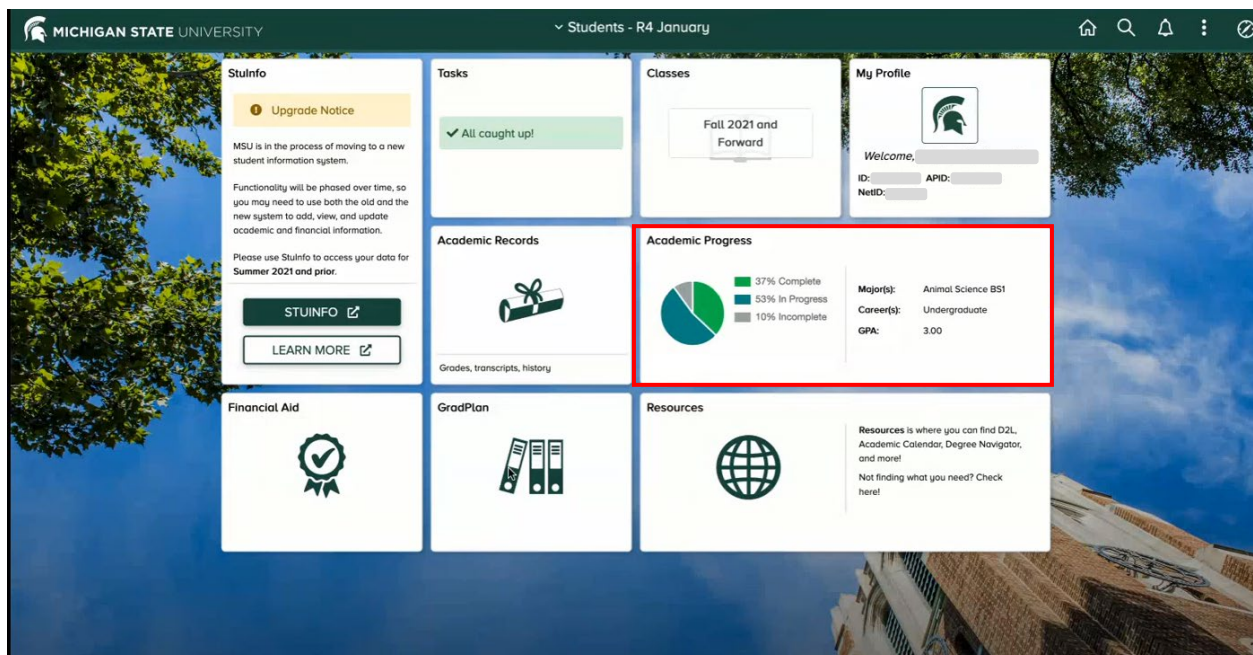 MICHIGAN STATE UNIVERSITY
Students - R4 January
StuInfo
Upgrade Notice
MSU is in the process of moving to a new
student information system.
Functionality will be phased over time, so
you may need to use both the old and the
new system to add, view, and update
academic and financial information.
Please use StuInfo to access your data for
Summer 2021 and prior.
STUINFO
LEARN MORE
Tasks
All caught up!
Classes
Fall 2021 and
Forward
My Profile
Welcome,
ID: APID:
NetID:
Academic Records
Grades, transcripts, history
Academic Progress
37% Complete
53% In Progress
10% Incomplete
Major(s): Animal Science BS1
Career(s): Undergraduate
GPA: 3.00
Financial Aid
GradPlan
Resources
Resources is where you can find D2L,
Academic Calendar, Degree Navigator,
and more!
Not finding what you need? Check
here!